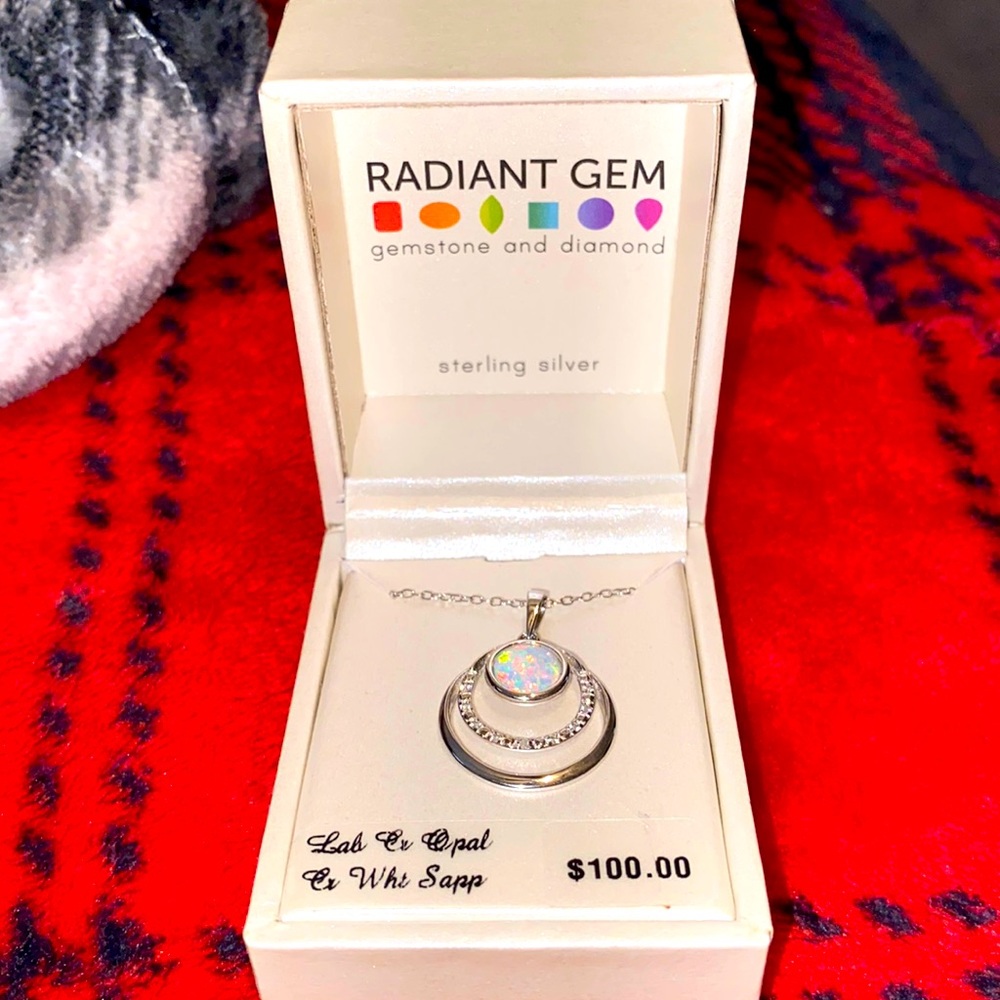 RADIANT GEM
gemstone and diamond
sterling silver
Lab Cr Opal
Cr Wht Sapp
$100.00